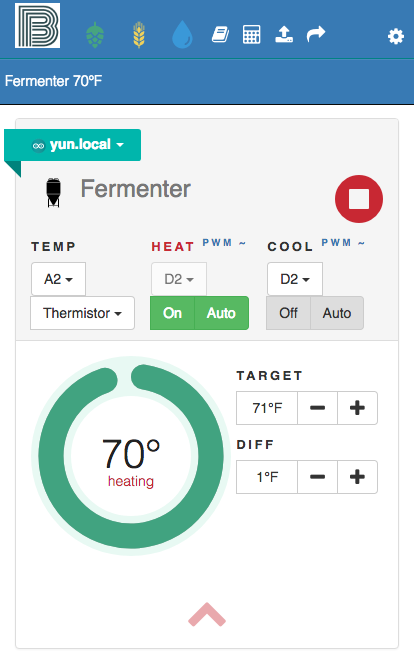 Fermenter 70°F
yun.local
Fermenter
TEMP HEAT PWM ~ COOL PWM ~
A2 D2 D2
Thermistor On Auto Off Auto
TARGET
71°F
70°
heating
DIFF
1°F